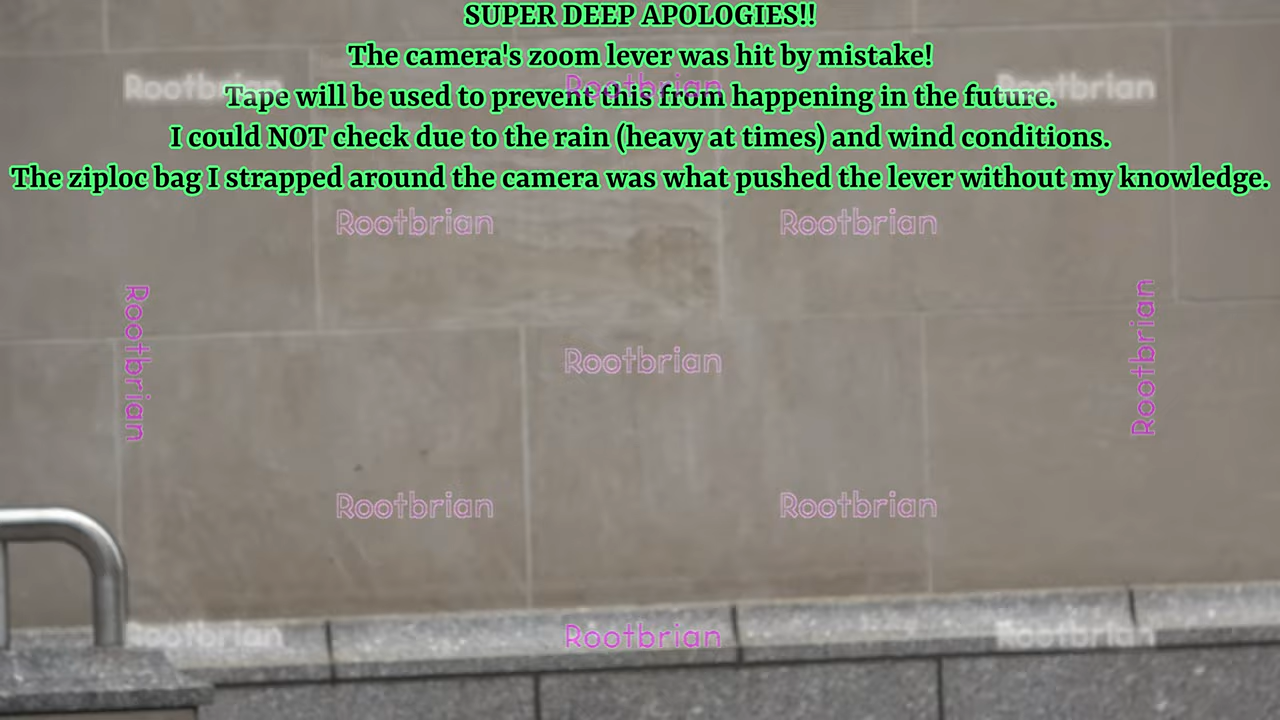 SUPER DEEP APOLOGIES!!
The camera's zoom lever was hit by mistake!
Rootbrian Rootbrian Rootbrian
Tape will be used to prevent this from happening in the future.
I could NOT check due to the rain (heavy at times) and wind conditions.
The ziploc bag I strapped around the camera was what pushed the lever without my knowledge.
Rootbrian Rootbrian
Rootbrian Rootbrian
Rootbrian
Rootbrian Rootbrian
Rootbrian Rootbrian Rootbrian